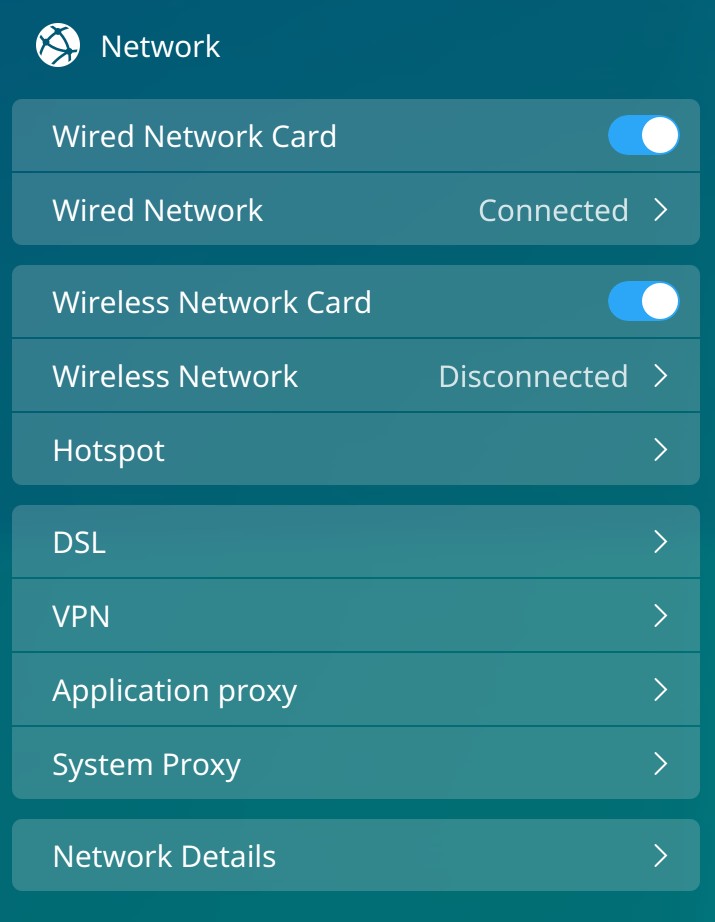 Network
Wired Network Card
Wired Network Connected
Wireless Network Card
Wireless Network Disconnected
Hotspot
DSL
VPN
Application proxy
System Proxy
Network Details